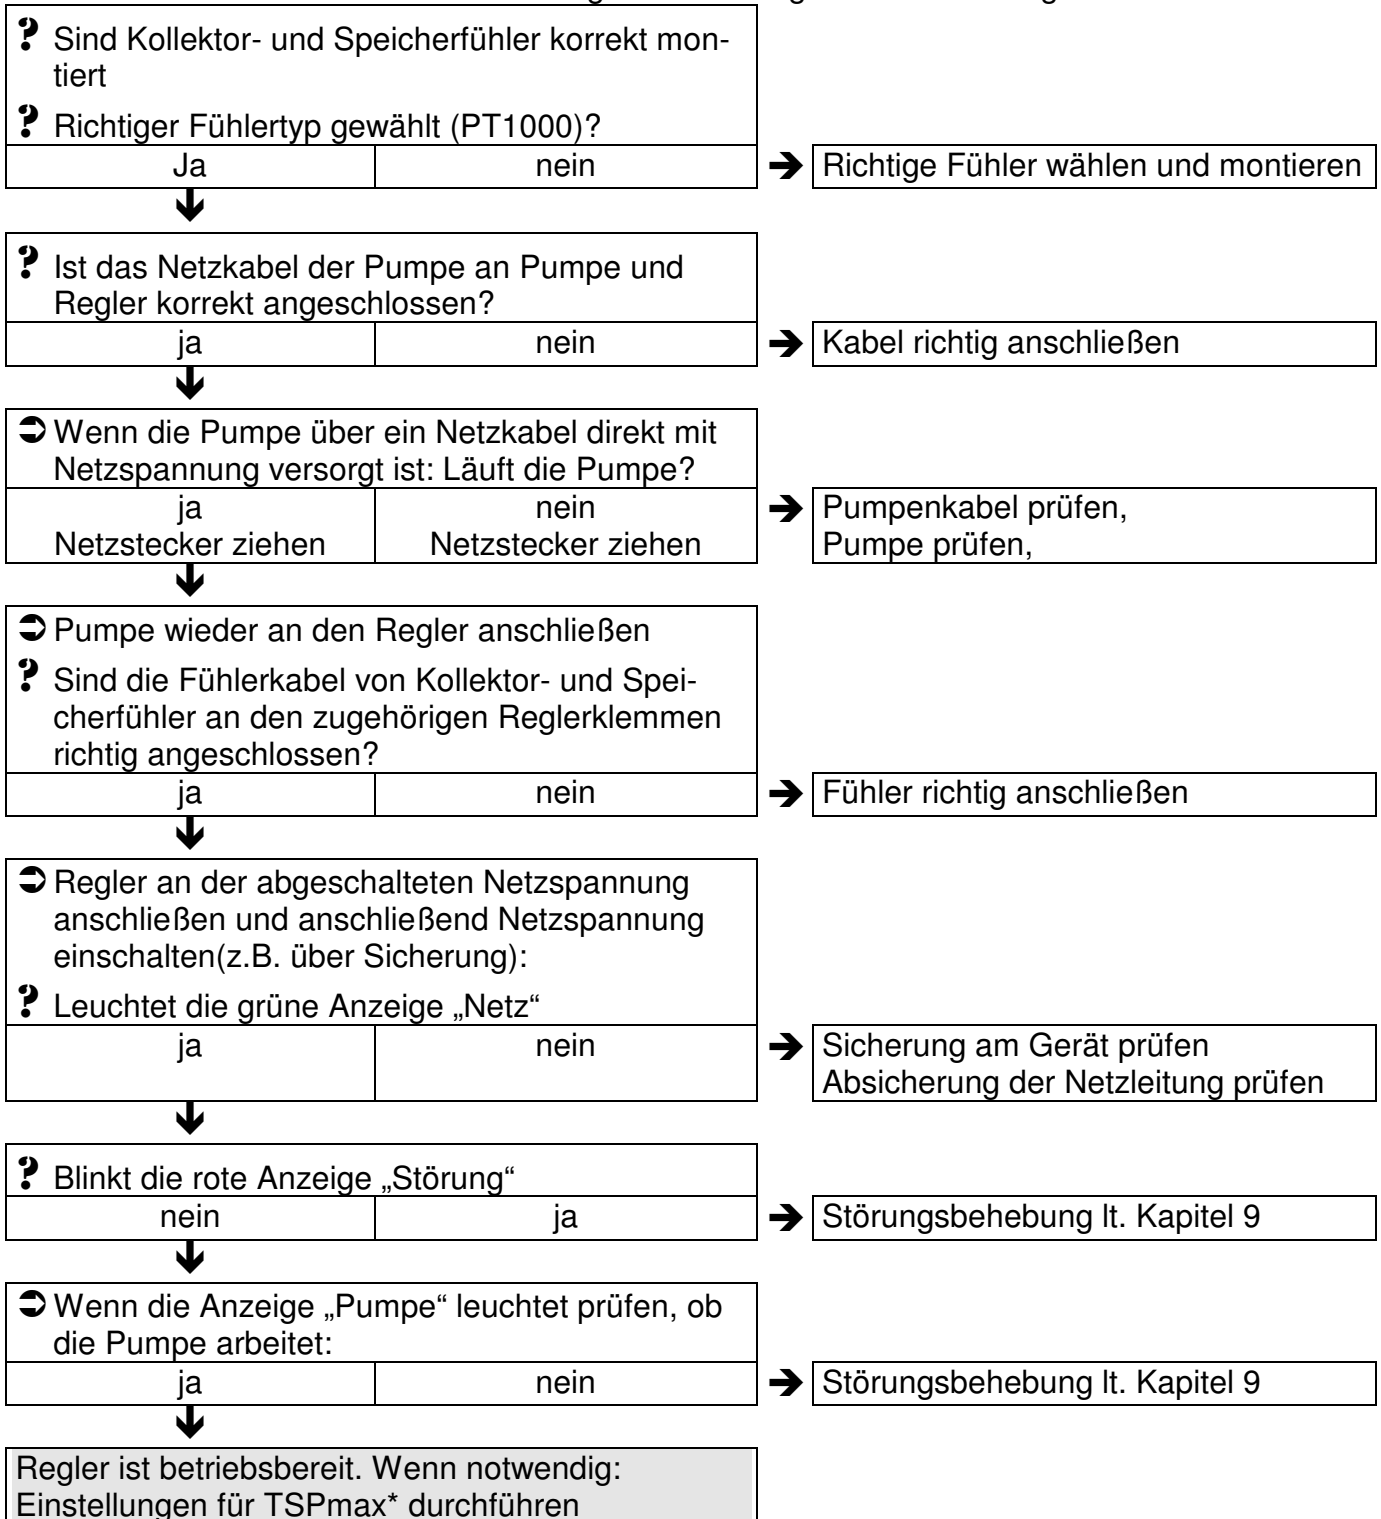 ? Sind Kollektor- und Speicherfühler korrekt mon-
tiert
? Richtiger Fühlertyp gewählt (PT1000)?
Ja nein ➔ Richtige Fühler wählen und montieren
? Ist das Netzkabel der Pumpe an Pumpe und
Regler korrekt angeschlossen?
ja nein ➔ Kabel richtig anschließen
➲ Wenn die Pumpe über ein Netzkabel direkt mit
Netzspannung versorgt ist: Läuft die Pumpe?
ja nein ➔ Pumpenkabel prüfen,
Netzstecker ziehen Netzstecker ziehen Pumpe prüfen,
➲ Pumpe wieder an den Regler anschließen
? Sind die Fühlerkabel von Kollektor- und Spei-
cherfühler an den zugehörigen Reglerklemmen
richtig angeschlossen?
ja nein ➔ Fühler richtig anschließen
➲ Regler an der abgeschalteten Netzspannung
anschließen und anschließend Netzspannung
einschalten(z.B. über Sicherung):
? Leuchtet die grüne Anzeige „Netz“
ja nein ➔ Sicherung am Gerät prüfen
Absicherung der Netzleitung prüfen
? Blinkt die rote Anzeige „Störung“
nein ja ➔ Störungsbehebung lt. Kapitel 9
➲ Wenn die Anzeige „Pumpe“ leuchtet prüfen, ob
die Pumpe arbeitet:
ja nein ➔ Störungsbehebung lt. Kapitel 9
Regler ist betriebsbereit. Wenn notwendig:
Einstellungen für TSPmax* durchführen